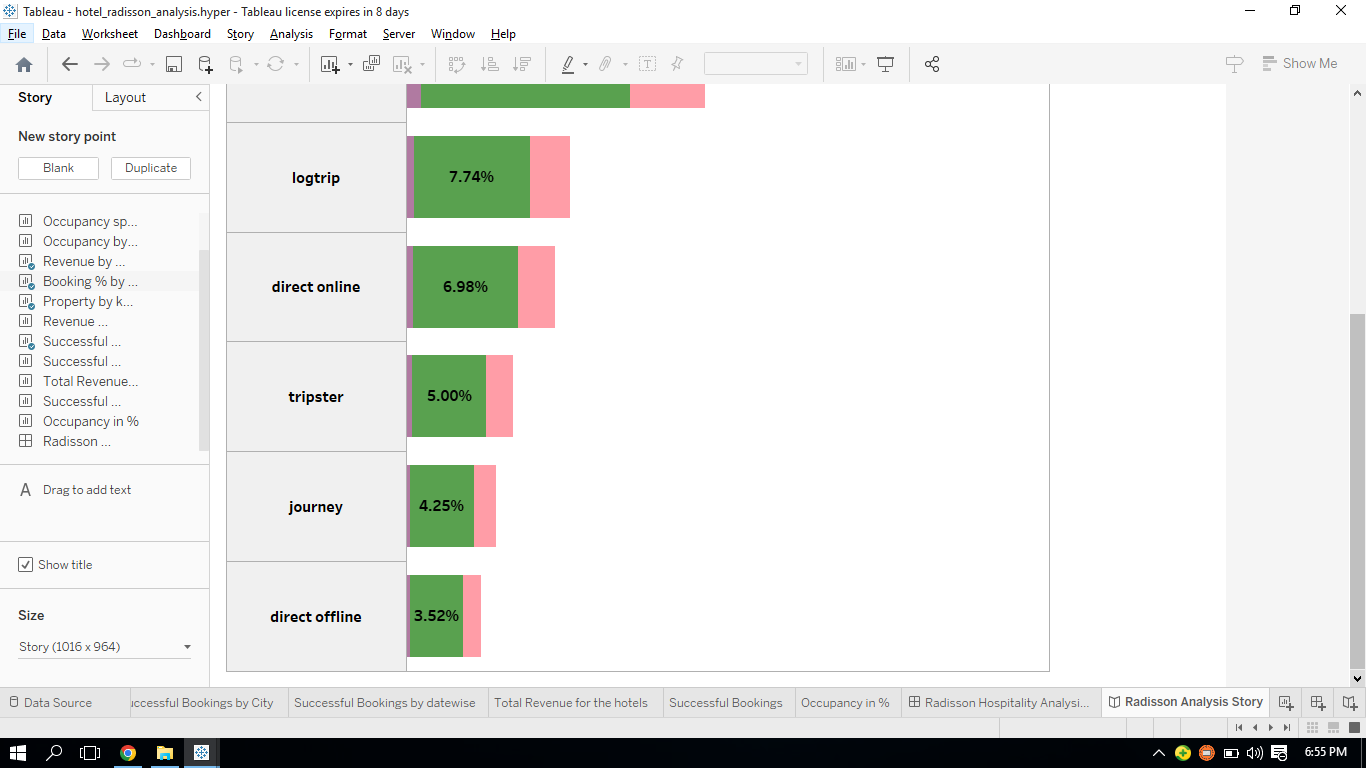 Tableau - hotel_radisson_analysis.hyper - Tableau license expires in 8 days
File Data Worksheet Dashboard Story Analysis Format Server Window Help
Show Me
Story Layout
New story point
Blank Duplicate
Occupancy sp...
Occupancy by...
Revenue by ...
Booking % by ...
Property by k...
Revenue ...
Successful ...
Successful ...
Total Revenue...
Successful ...
Occupancy in %
Radisson ...
A Drag to add text
Show title
Size
Story (1016 x 964)
logtrip 7.74%
direct online 6.98%
tripster 5.00%
journey 4.25%
direct offline 3.52%
Data Source uccessful Bookings by City Successful Bookings by datewise Total Revenue for the hotels Successful Bookings Occupancy in % Radisson Hospitality Analysi... Radisson Analysis Story
6:55 PM